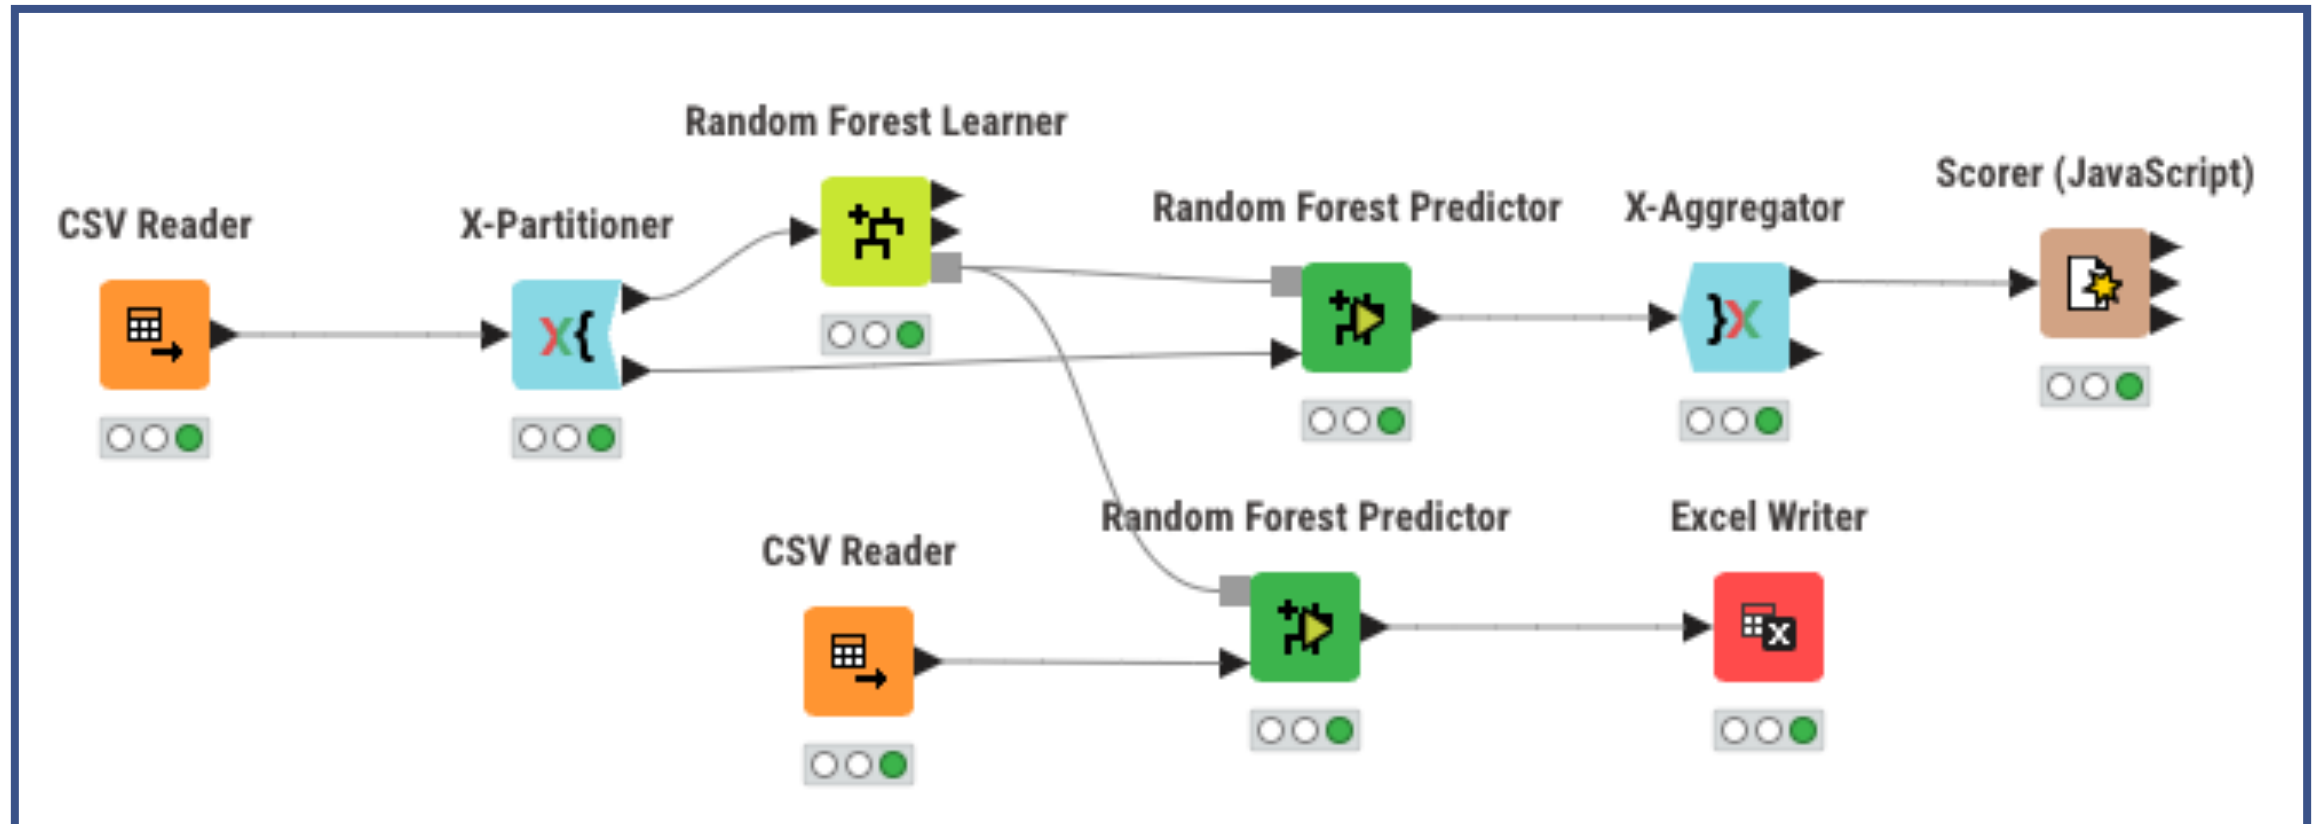 Random Forest Learner
Scorer (JavaScript)
CSV Reader
X-Partitioner
Random Forest Predictor
X-Aggregator
Random Forest Predictor
Excel Writer
CSV Reader